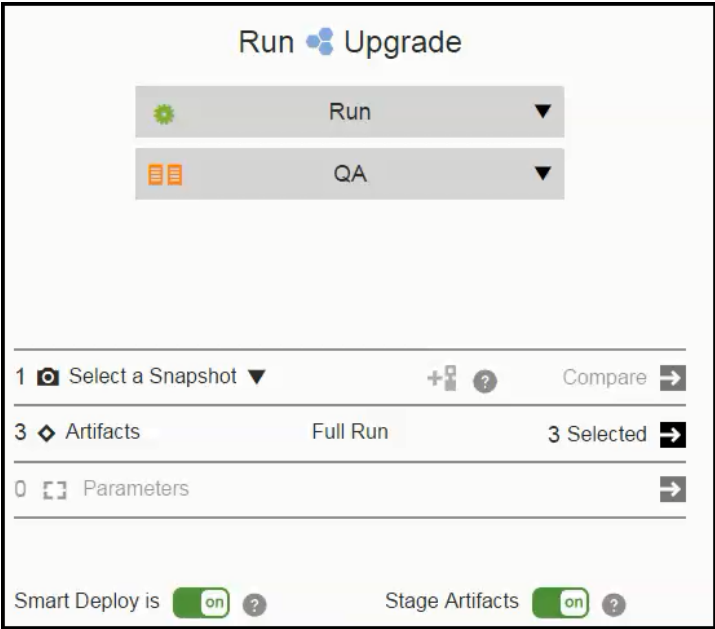 Run Upgrade
Run
QA
1 Select a Snapshot ? Compare
3 Artifacts Full Run 3 Selected
0 Parameters
Smart Deploy is on ? Stage Artifacts on ?